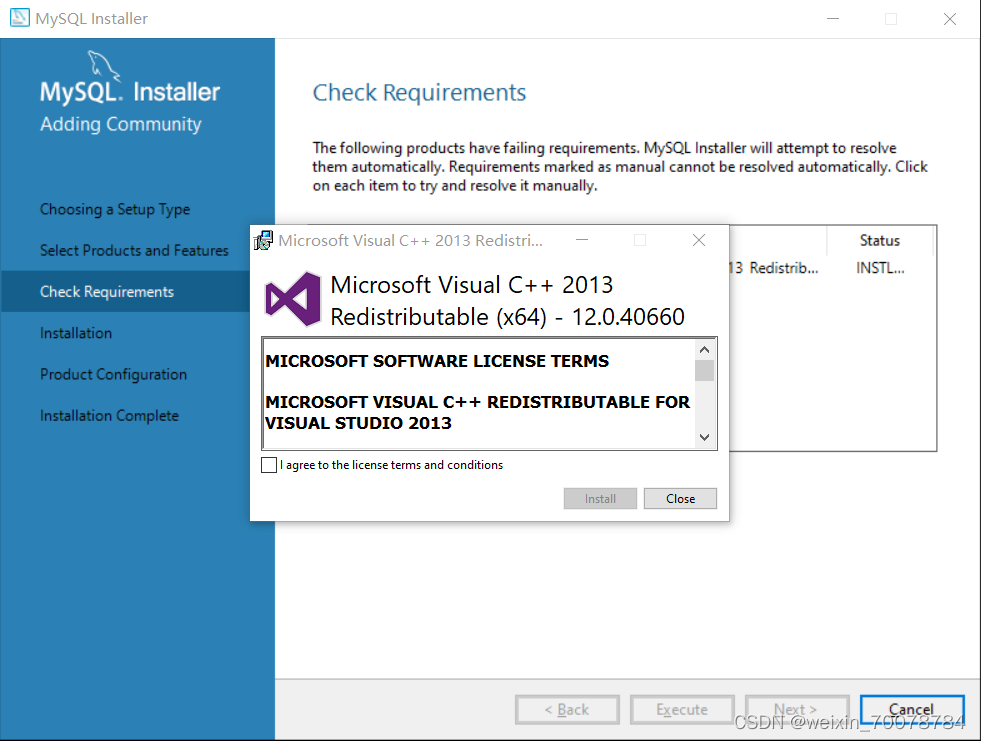 MySQL Installer
MySQL. Installer
Adding Community
Choosing a Setup Type
Select Products and Features
Check Requirements
Installation
Product Configuration
Installation Complete
Check Requirements
The following products have failing requirements. MySQL Installer will attempt to resolve
them automatically. Requirements marked as manual cannot be resolved automatically. Click
on each item to try and resolve it manually.
Status
13 Redistrib... INSTL...
Microsoft Visual C++ 2013 Redistri...
Microsoft Visual C++ 2013
Redistributable (x64) - 12.0.40660
MICROSOFT SOFTWARE LICENSE TERMS
MICROSOFT VISUAL C++ REDISTRIBUTABLE FOR
VISUAL STUDIO 2013
I agree to the license terms and conditions
Install Close
< Back Execute Next > Cancel
CSDN @weixin_70078784